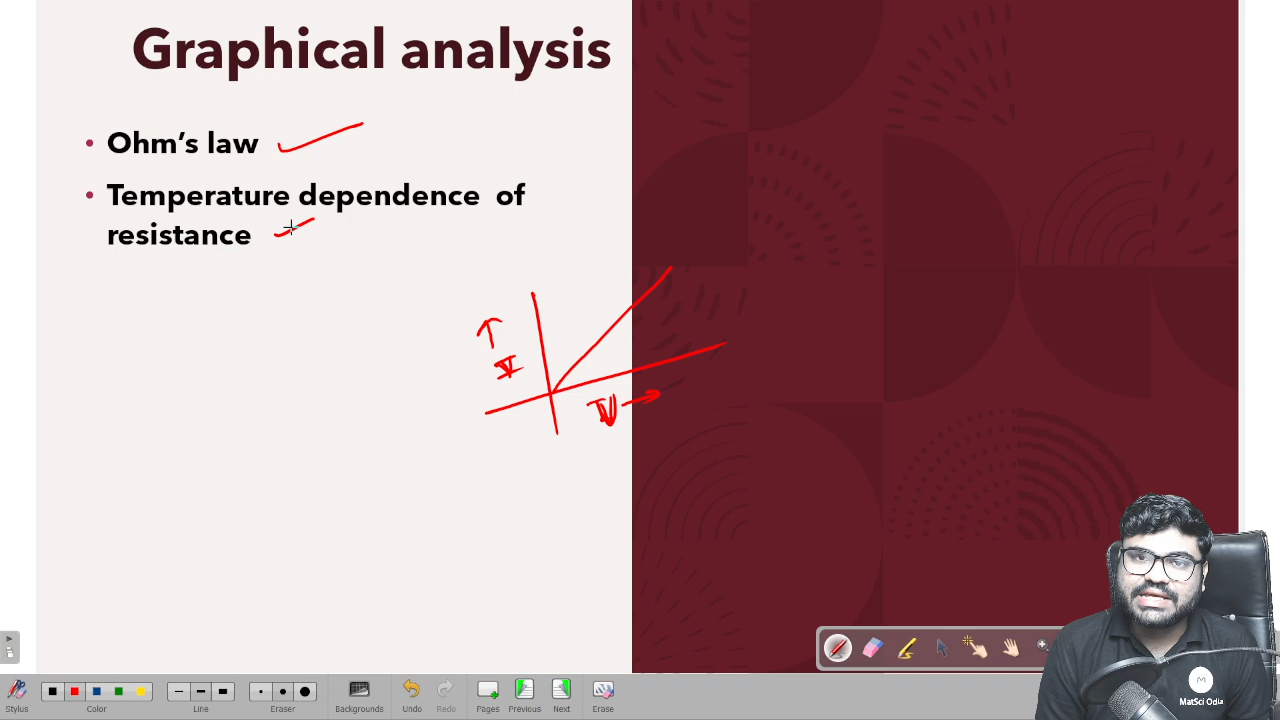 Graphical analysis
• Ohm's law
• Temperature dependence of
resistance
MatSci Odia
Stylus
Color
Line
Eraser
Backgrounds
Undo
Redo
Pages
Previous
Next
Erase